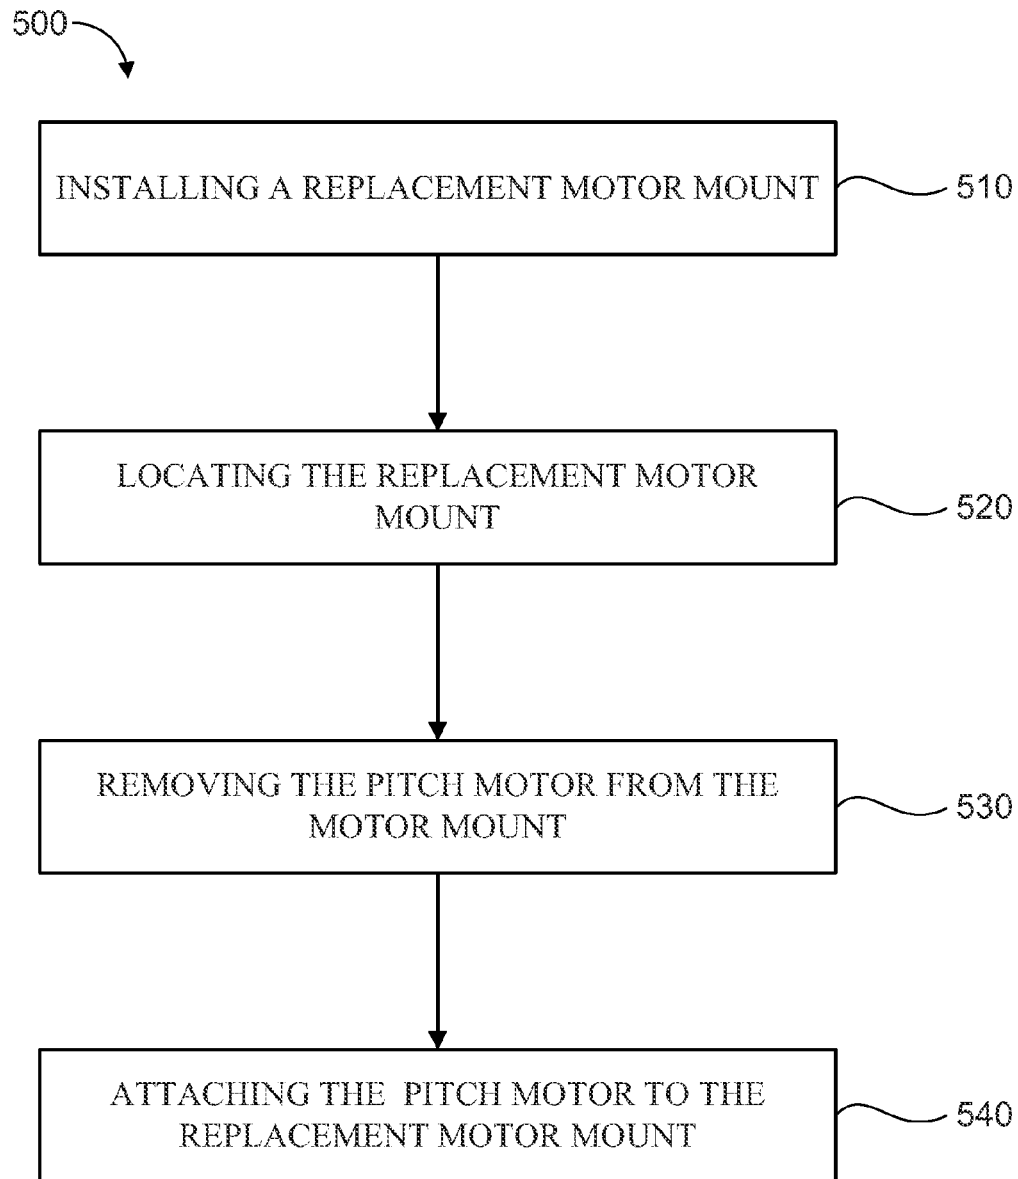 500
INSTALLING A REPLACEMENT MOTOR MOUNT
510
LOCATING THE REPLACEMENT MOTOR
MOUNT
520
REMOVING THE PITCH MOTOR FROM THE
MOTOR MOUNT
530
ATTACHING THE PITCH MOTOR TO THE
REPLACEMENT MOTOR MOUNT
540